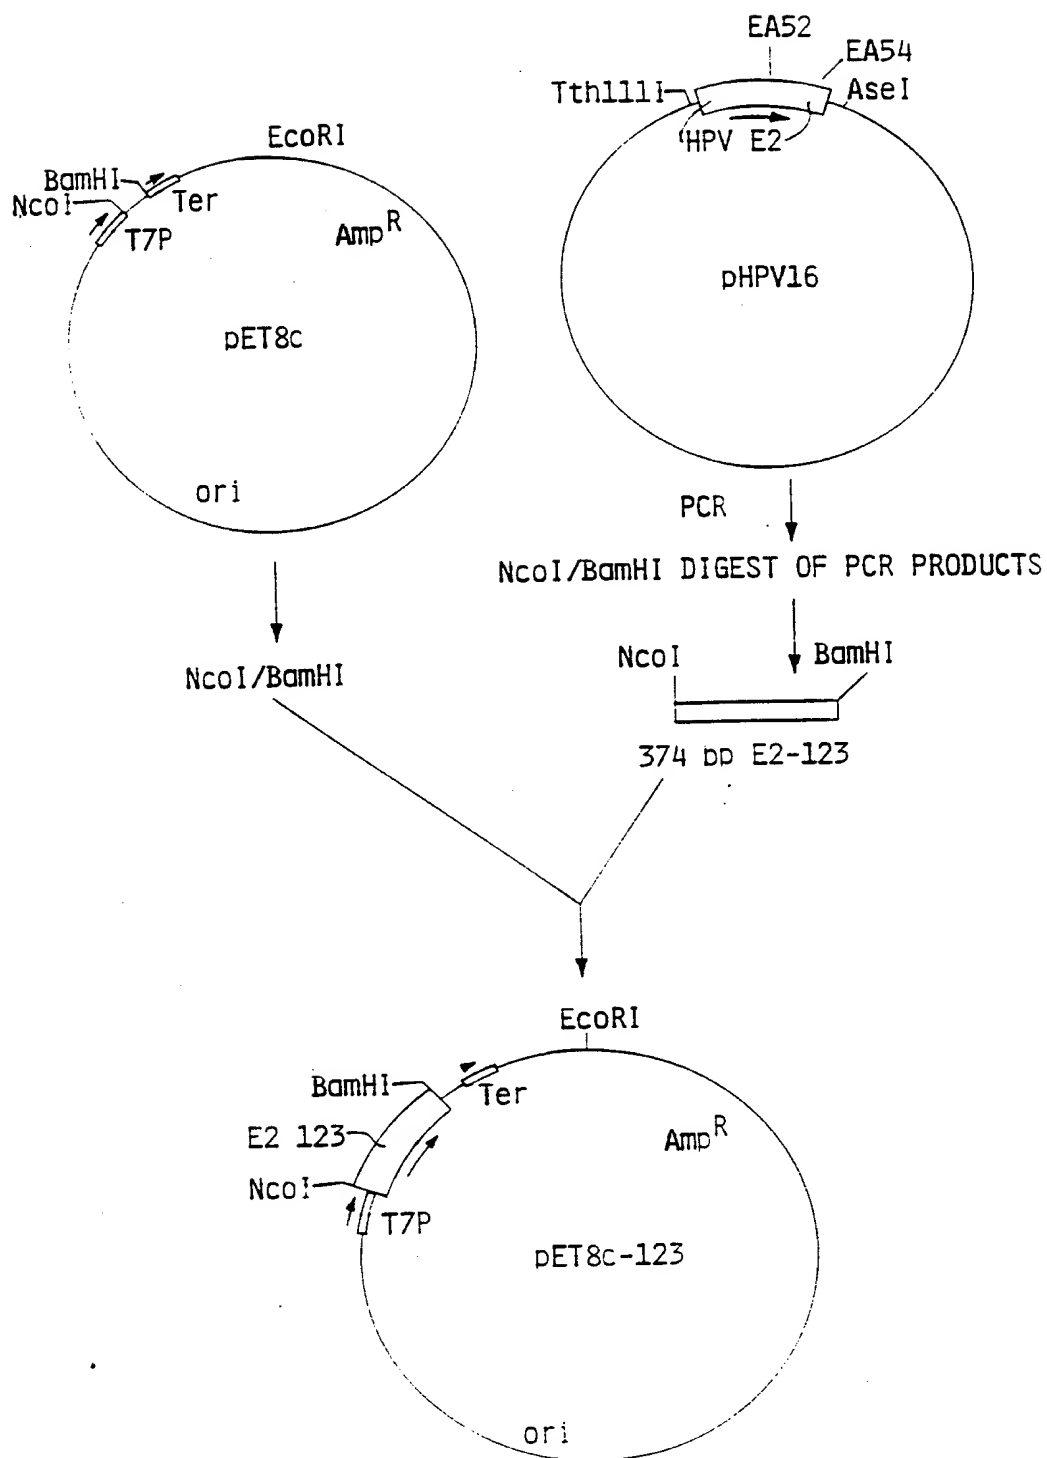 EA52
EA54
Tth111I
AseI
HPV E2
pHPV16
EcoRI
BamHI
NcoI
Ter
T7P
Amp^R
pET8c
ori
PCR
NcoI/BamHI DIGEST OF PCR PRODUCTS
NcoI/BamHI
NcoI
BamHI
374 bp E2-123
EcoRI
BamHI
Ter
E2 123
Amp^R
NcoI
T7P
pET8c-123
ori